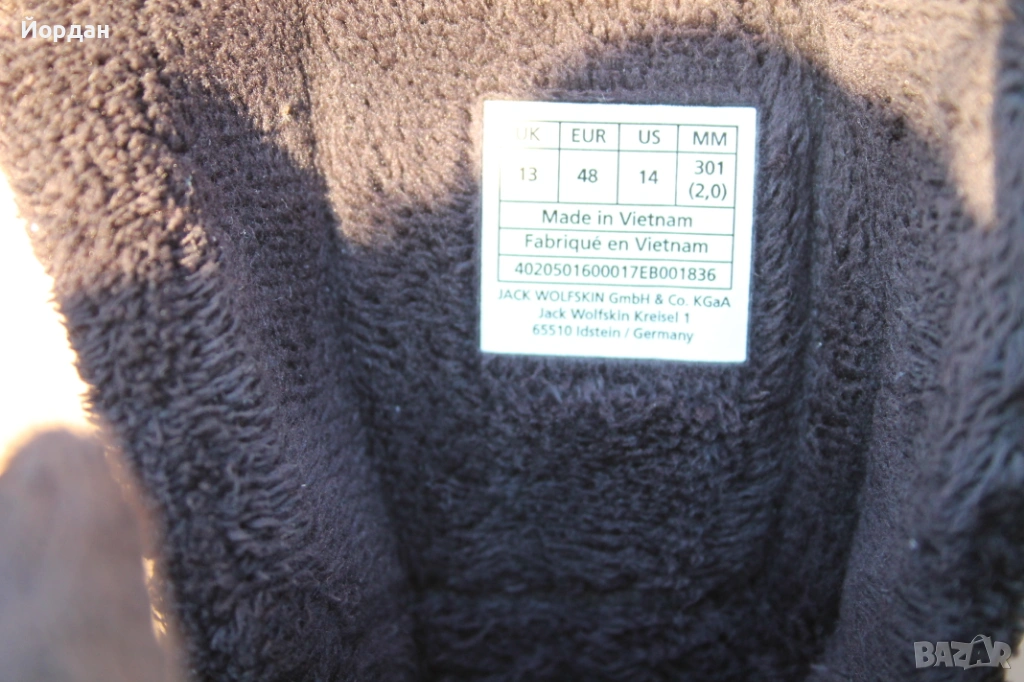 Йордан
UK EUR US MM
13 48 14 301 (2,0)
Made in Vietnam
Fabriqué en Vietnam
4020501600017EB001836
JACK WOLFSKIN GmbH & Co. KGaA
Jack Wolfskin Kreisel 1
65510 Idstein / Germany
BAZAR